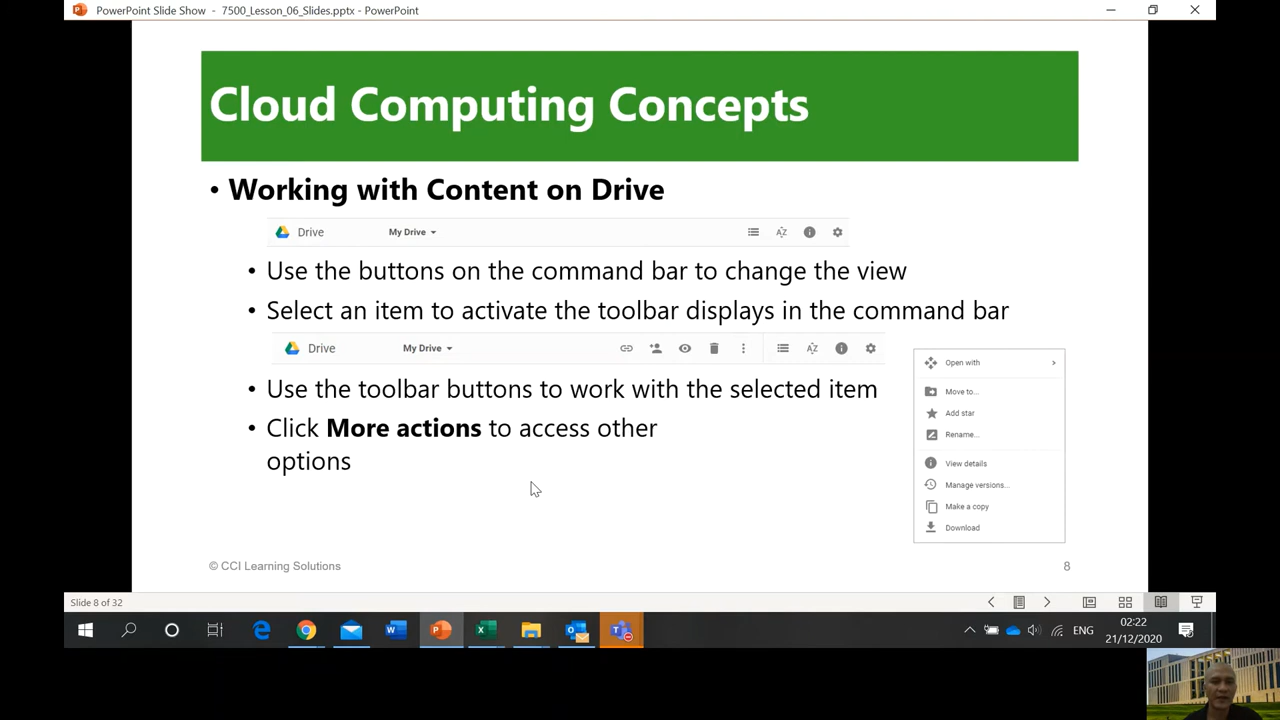 PowerPoint Slide Show - 7500_Lesson_06_Slides.pptx - PowerPoint
Cloud Computing Concepts
• Working with Content on Drive
Drive My Drive
• Use the buttons on the command bar to change the view
• Select an item to activate the toolbar displays in the command bar
Drive My Drive
• Use the toolbar buttons to work with the selected item
• Click More actions to access other
options
Open with
Move to...
Add star
Rename...
View details
Manage versions...
Make a copy
Download
© CCI Learning Solutions 8
Slide 8 of 32
ENG
02:22
21/12/2020